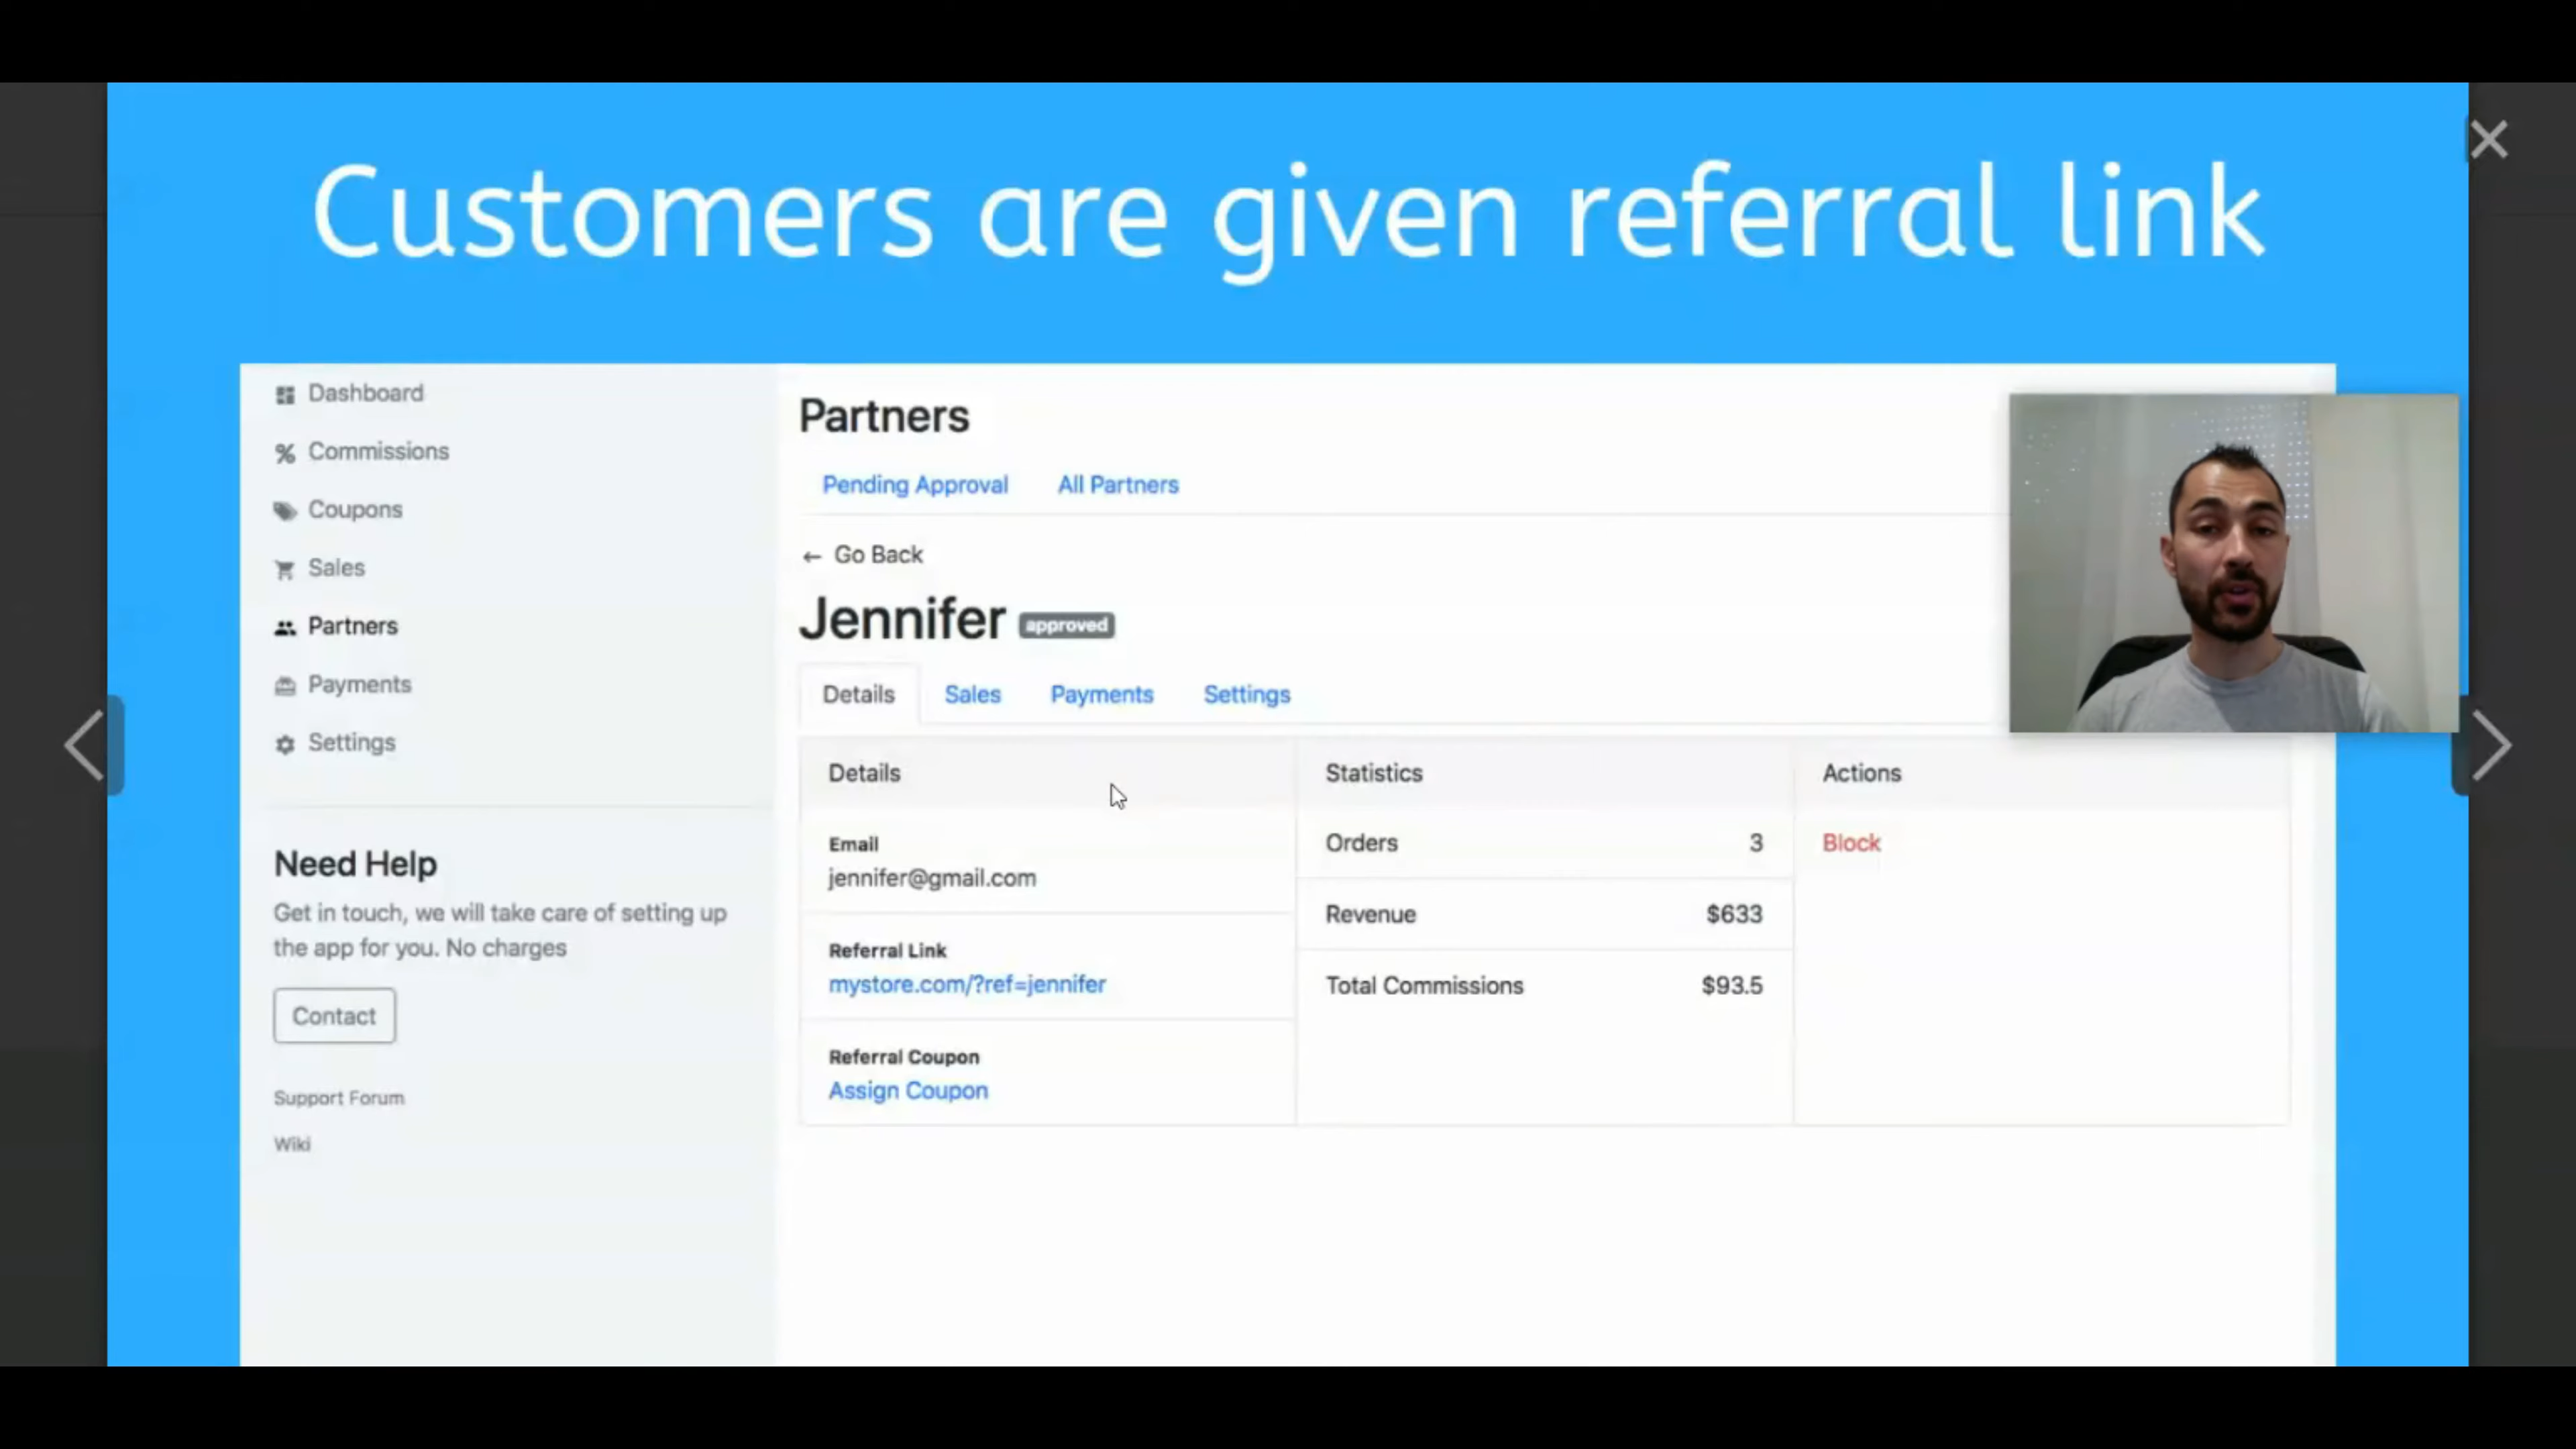 Customers are given referral link
Dashboard
Commissions
Coupons
Sales
Partners
Payments
Settings
Need Help
Get in touch, we will take care of setting up
the app for you. No charges
Contact
Support Forum
Wiki
Partners
Pending Approval All Partners
← Go Back
Jennifer approved
Details Sales Payments Settings
Details
Email
jennifer@gmail.com
Referral Link
mystore.com/?ref=jennifer
Referral Coupon
Assign Coupon
Statistics
Orders 3
Revenue $633
Total Commissions $93.5
Actions
Block